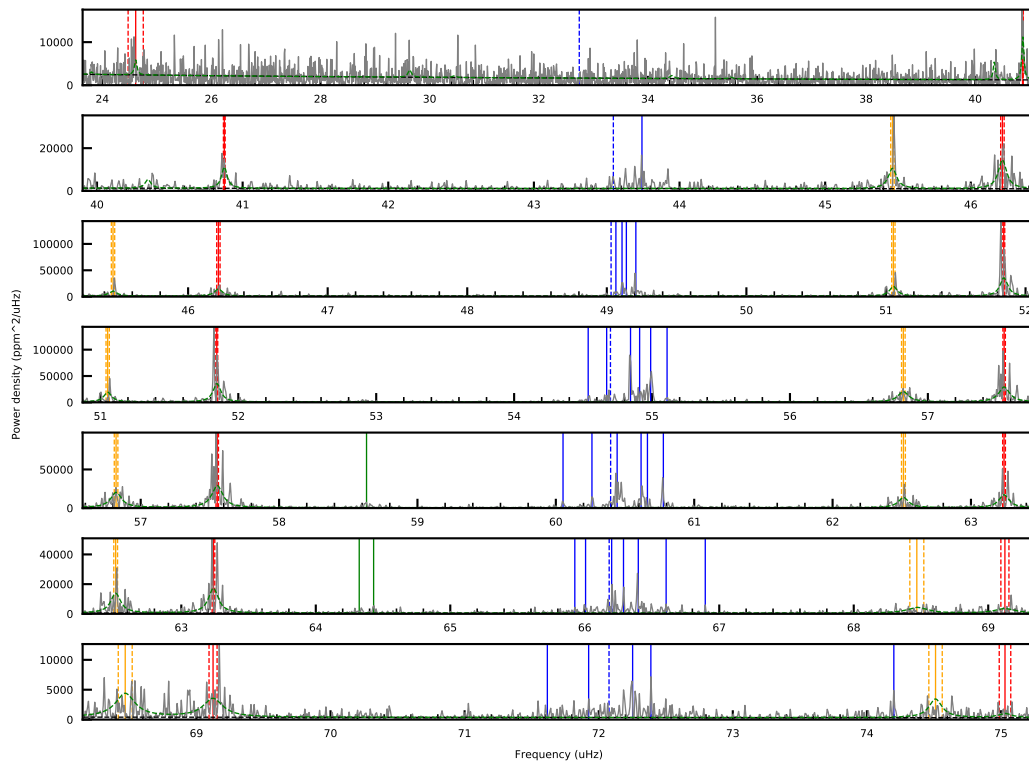 10000
0
24 26 28 30 32 34 36 38 40
20000
0
40 41 42 43 44 45 46
100000
50000
0
46 47 48 49 50 51 52
100000
50000
0
51 52 53 54 55 56 57
50000
0
57 58 59 60 61 62 63
40000
20000
0
63 64 65 66 67 68 69
10000
5000
0
69 70 71 72 73 74 75
Power density (ppm^2/uHz)
Frequency (uHz)